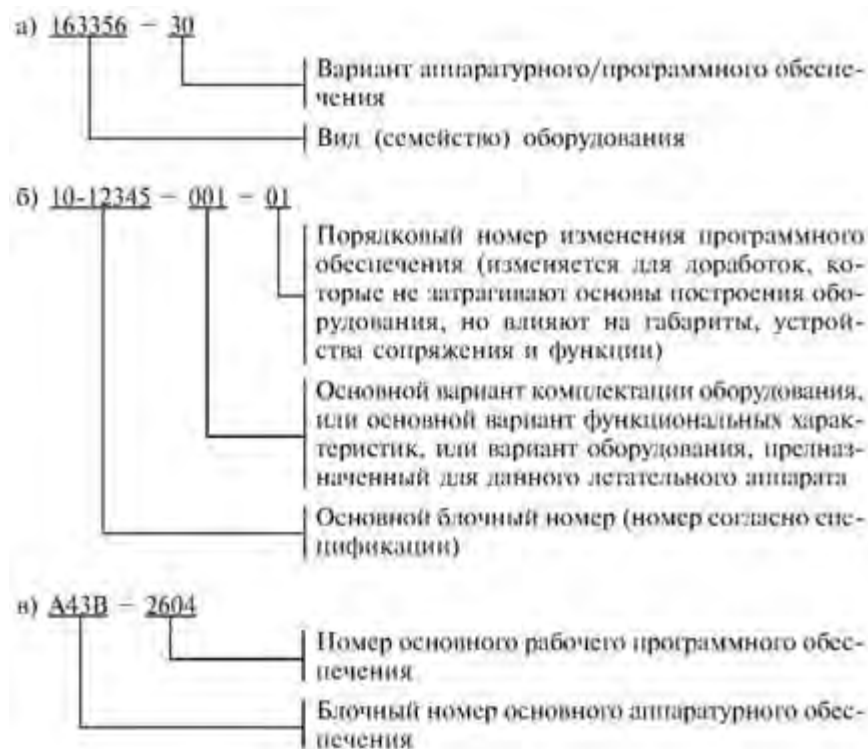 а) 163356 – 30
Вариант аппаратурного/программного обеспе-
чения
Вид (семейство) оборудования
б) 10-12345 – 001 – 01
Порядковый номер изменения программного
обеспечения (изменяется для доработок, ко-
торые не затрагивают основы построения обо-
рудования, но влияют на габариты, устрой-
ства сопряжения и функции)
Основной вариант комплектации оборудования,
или основной вариант функциональных харак-
теристик, или вариант оборудования, предназ-
наченный для данного летательного аппарата
Основной блочный номер (номер согласно спе-
цификации)
в) А43В – 2604
Номер основного рабочего программного обес-
печения
Блочный номер основного аппаратурного обес-
печения